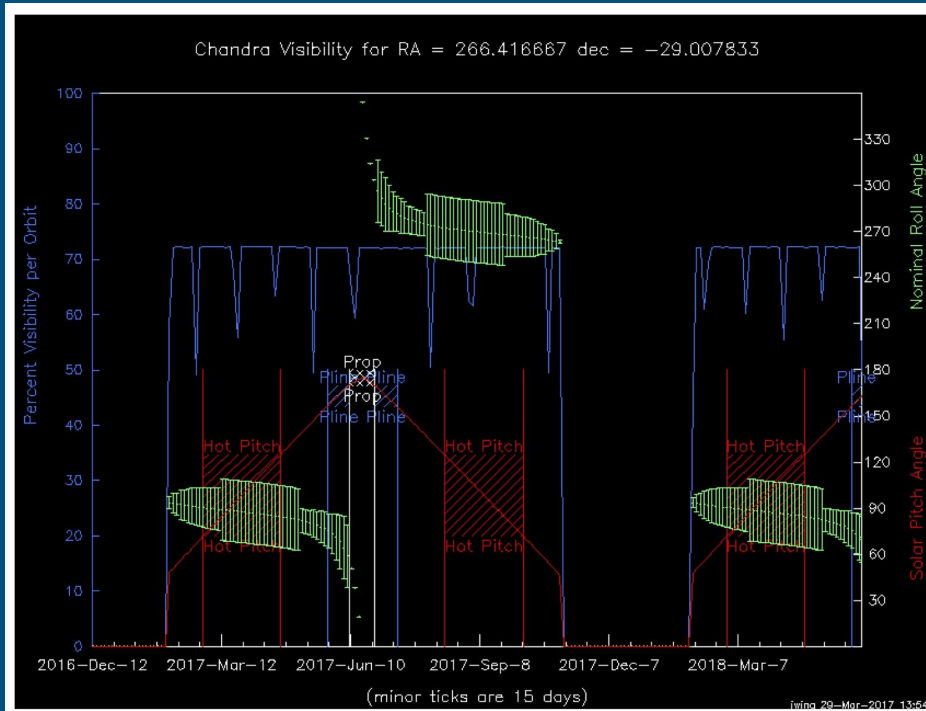 Chandra Visibility for RA = 266.416667 dec = -29.007833
100
90
80
70
60
50
40
30
20
10
0
Percent Visibility per Orbit
330
300
270
240
210
180
150
120
90
60
30
Nominal Roll Angle
Solar Pitch Angle
Prop
Pline Pline
Prop
Pline Pline
Pline
Pline
Hot Pitch
Hot Pitch
Hot Pitch
Hot Pitch
Hot Pitch
Hot Pitch
2016-Dec-12
2017-Mar-12
2017-Jun-10
2017-Sep-8
2017-Dec-7
2018-Mar-7
(minor ticks are 15 days)
jwing 29-Mar-2017 13:54